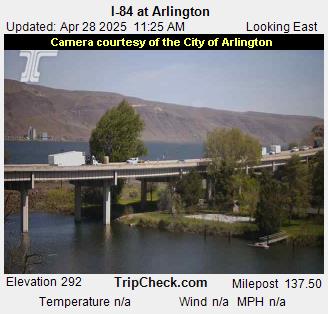 I-84 at Arlington
Updated: Apr 28 2025 11:25 AM Looking East
Camera courtesy of the City of Arlington
Elevation 292 TripCheck.com Milepost 137.50
Temperature n/a Wind n/a MPH n/a